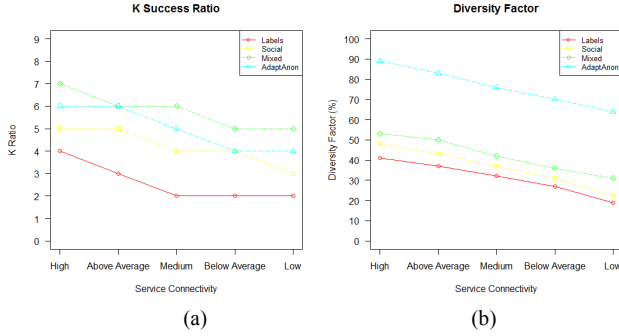 K Success Ratio
9
8
7
6
5
4
3
2
1
0
K Ratio
Labels
Social
Mixed
AdaptAnon
High
Above Average
Medium
Below Average
Low
Service Connectivity
(a)
Diversity Factor
100
90
80
70
60
50
40
30
20
10
0
Diversity Factor (%)
Labels
Social
Mixed
AdaptAnon
High
Above Average
Medium
Below Average
Low
Service Connectivity
(b)